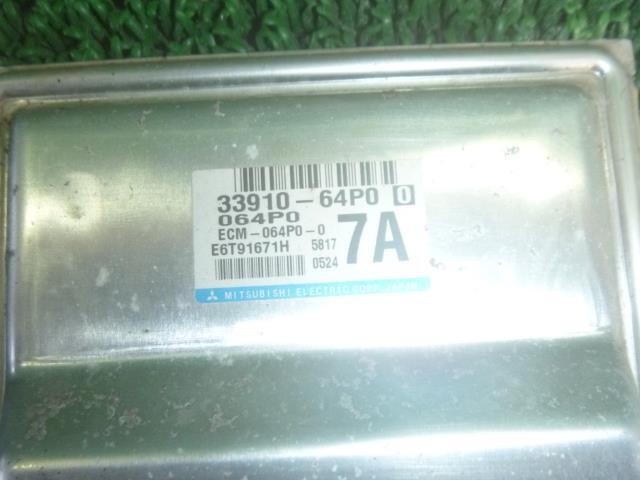 33910-64P0 0
064P0
ECM-064P0-0 7A
E6T91671H 5817
0524
MITSUBISHI ELECTRIC CORP. JAPAN